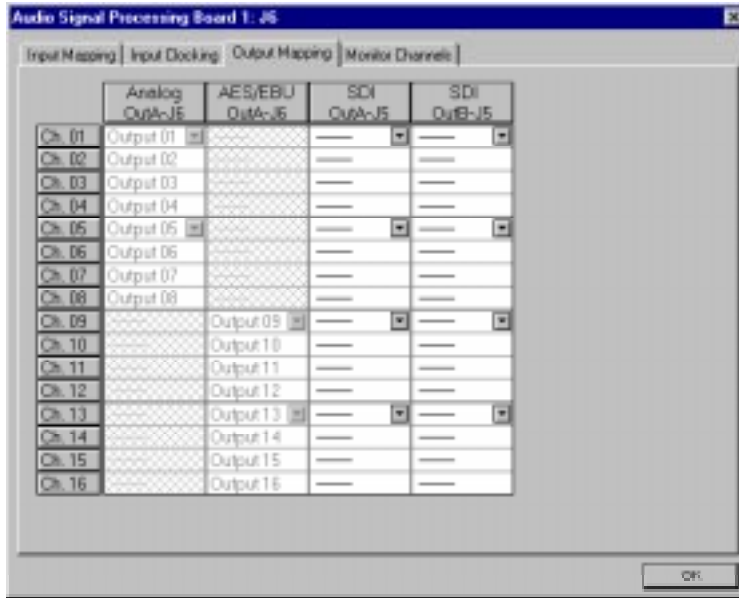 Audio Signal Processing Board 1: J6
Input Mapping Input Clocking Output Mapping Monitor Channels
Analog OutA-J6 AES/EBU OutA-J6 SDI OutA-J5 SDI OutB-J5
Ch. 01 Output 01
Ch. 02 Output 02
Ch. 03 Output 03
Ch. 04 Output 04
Ch. 05 Output 05
Ch. 06 Output 06
Ch. 07 Output 07
Ch. 08 Output 08
Ch. 09 Output 09
Ch. 10 Output 10
Ch. 11 Output 11
Ch. 12 Output 12
Ch. 13 Output 13
Ch. 14 Output 14
Ch. 15 Output 15
Ch. 16 Output 16
OK